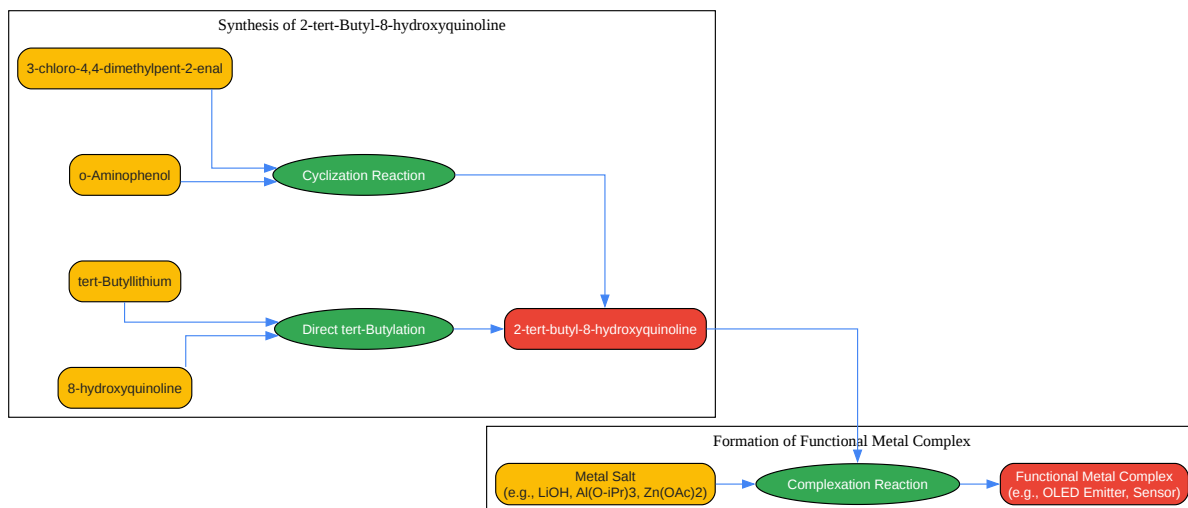 Synthesis of 2-tert-Butyl-8-hydroxyquinoline
3-chloro-4,4-dimethylpent-2-enal
o-Aminophenol
Cyclization Reaction
tert-Butyllithium
Direct tert-Butylation
2-tert-butyl-8-hydroxyquinoline
8-hydroxyquinoline
Formation of Functional Metal Complex
Metal Salt
(e.g., LiOH, Al(O-iPr)3, Zn(OAc)2)
Complexation Reaction
Functional Metal Complex
(e.g., OLED Emitter, Sensor)